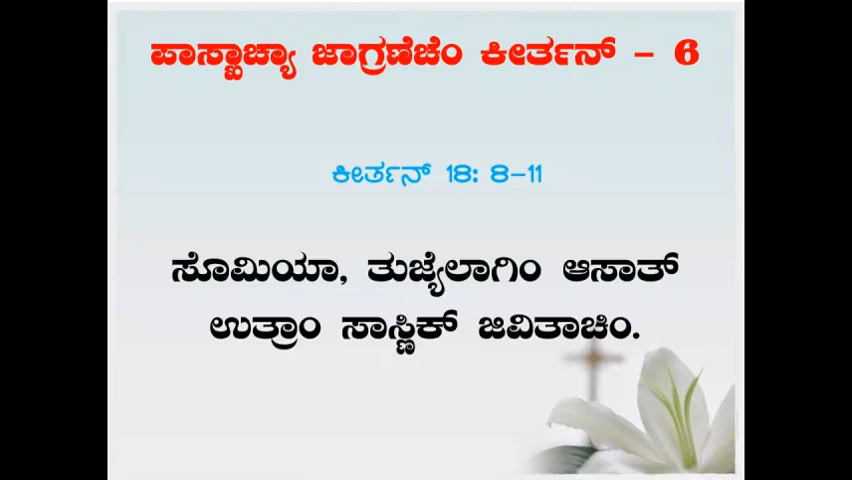 ಪಾಸ್ಖಾಚ್ಯಾ ಜಾಗ್ರಣಿಚೆಂ ಕೀರ್ತನ್ – 6
ಕೀರ್ತನ್ 18: 8-11
ಸೊಮಿಯಾ, ತುಜ್ಯೆಲಾಗಿಂ ಆಸಾತ್
ಉತ್ರಾಂ ಸಾಸ್ಣಿಕ್ ಜಿವಿತಾಚಿಂ.